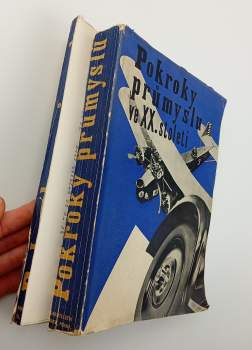 Pokroky
průmyslu
ve XX. století
Pokroky průmyslu